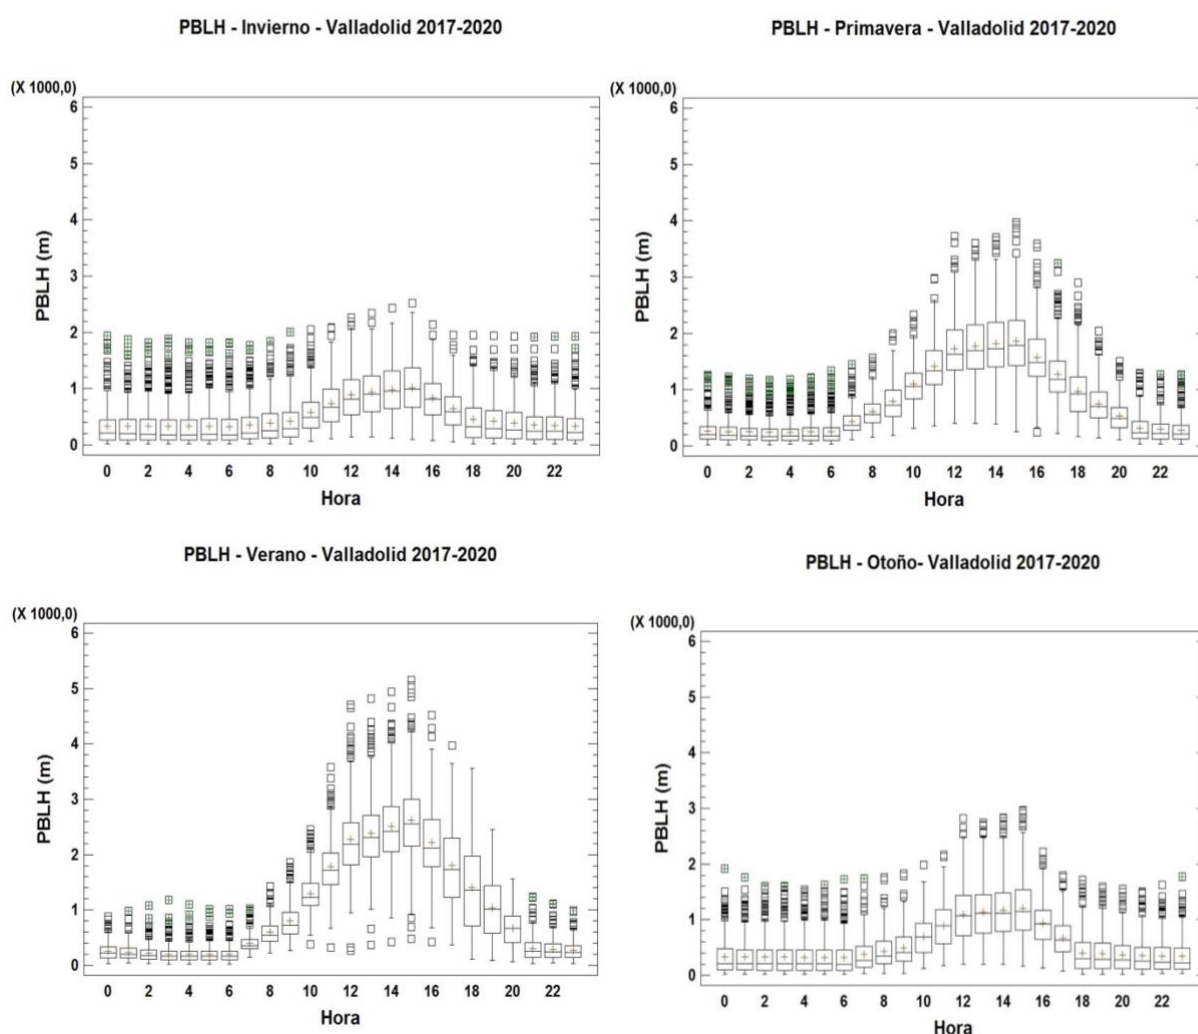 PBLH - Invierno - Valladolid 2017-2020
(X 1000,0)
6
5
4
3
2
1
0
PBLH (m)
0 2 4 6 8 10 12 14 16 18 20 22
Hora
PBLH - Primavera - Valladolid 2017-2020
(X 1000,0)
6
5
4
3
2
1
0
PBLH (m)
0 2 4 6 8 10 12 14 16 18 20 22
Hora
PBLH - Verano - Valladolid 2017-2020
(X 1000,0)
6
5
4
3
2
1
0
PBLH (m)
0 2 4 6 8 10 12 14 16 18 20 22
Hora
PBLH - Otoño- Valladolid 2017-2020
(X 1000,0)
6
5
4
3
2
1
0
PBLH (m)
0 2 4 6 8 10 12 14 16 18 20 22
Hora